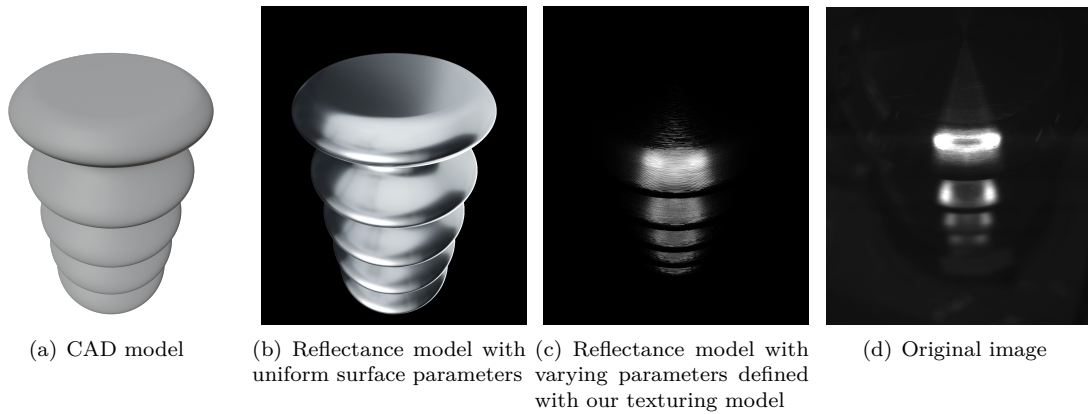 (a) CAD model
(b) Reflectance model with
uniform surface parameters
(c) Reflectance model with
varying parameters defined
with our texturing model
(d) Original image